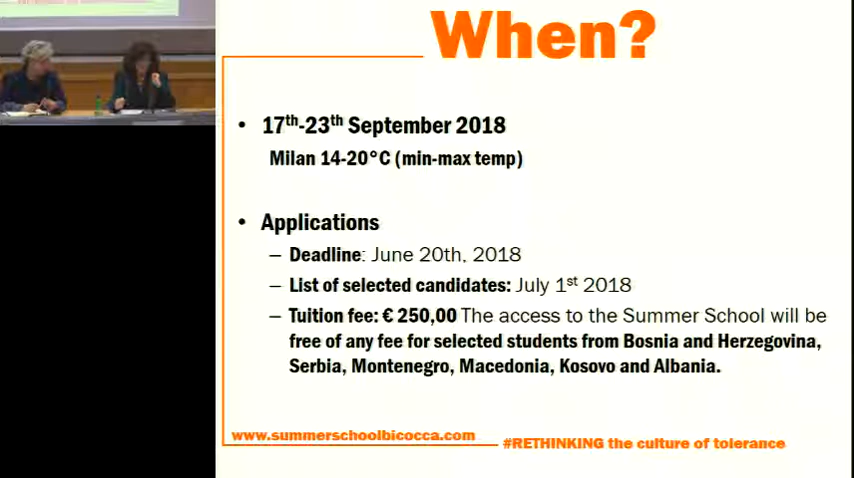 When?
• 17th-23th September 2018
Milan 14-20°C (min-max temp)
• Applications
– Deadline: June 20th, 2018
– List of selected candidates: July 1st 2018
– Tuition fee: € 250,00 The access to the Summer School will be
free of any fee for selected students from Bosnia and Herzegovina,
Serbia, Montenegro, Macedonia, Kosovo and Albania.
www.summerschoolbicocca.com
#RETHINKING the culture of tolerance